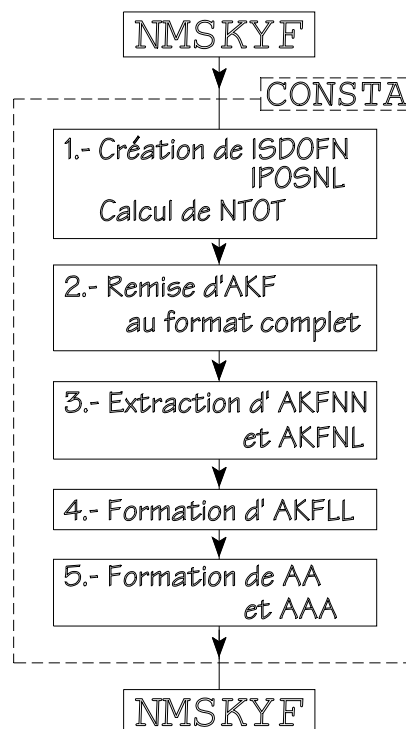 NMSKYF
CONSTA
1.- Création de ISDOFN
IPOSNL
Calcul de NTOT
2.- Remise d'AKF
au format complet
3.- Extraction d' AKFNN
et AKFNL
4.- Formation d' AKFLL
5.- Formation de AA
et AAA
NMSKYF